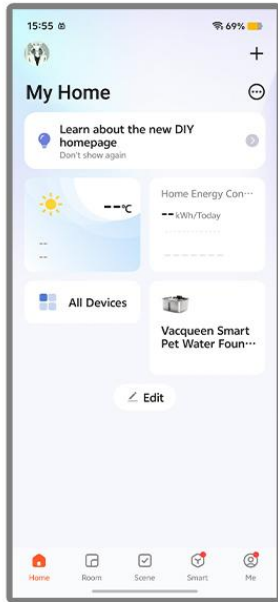 15:55
69%
My Home
Learn about the new DIY
homepage
Don't show again
--°C
--
--
Home Energy Con···
-- kWh/Today
All Devices
Vacqueen Smart
Pet Water Foun···
Edit
Home
Room
Scene
Smart
Me